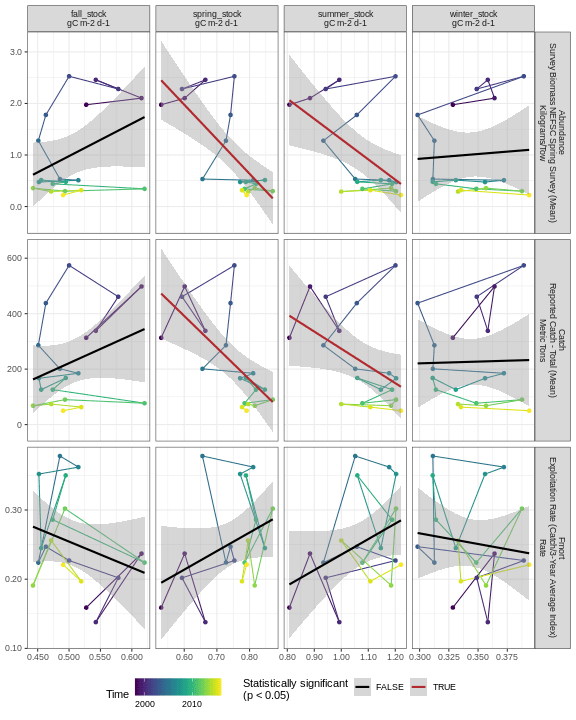 fall_stock
gC m-2 d-1
spring_stock
gC m-2 d-1
summer_stock
gC m-2 d-1
winter_stock
gC m-2 d-1
3.0
2.0
1.0
0.0
Abundance
Survey Biomass NEFSC Spring Survey (Mean)
Kilograms/Tow
600
400
200
0
Catch
Reported Catch - Total (Mean)
Metric Tons
0.30
0.20
0.10
Fmort
Exploitation Rate (Catch/3-Year Average Index)
Rate
0.450 0.500 0.550 0.600
0.60 0.70 0.80
0.80 0.90 1.00 1.10 1.20
0.300 0.325 0.350 0.375
Time
2000 2010
Statistically significant
(p < 0.05)
FALSE
TRUE